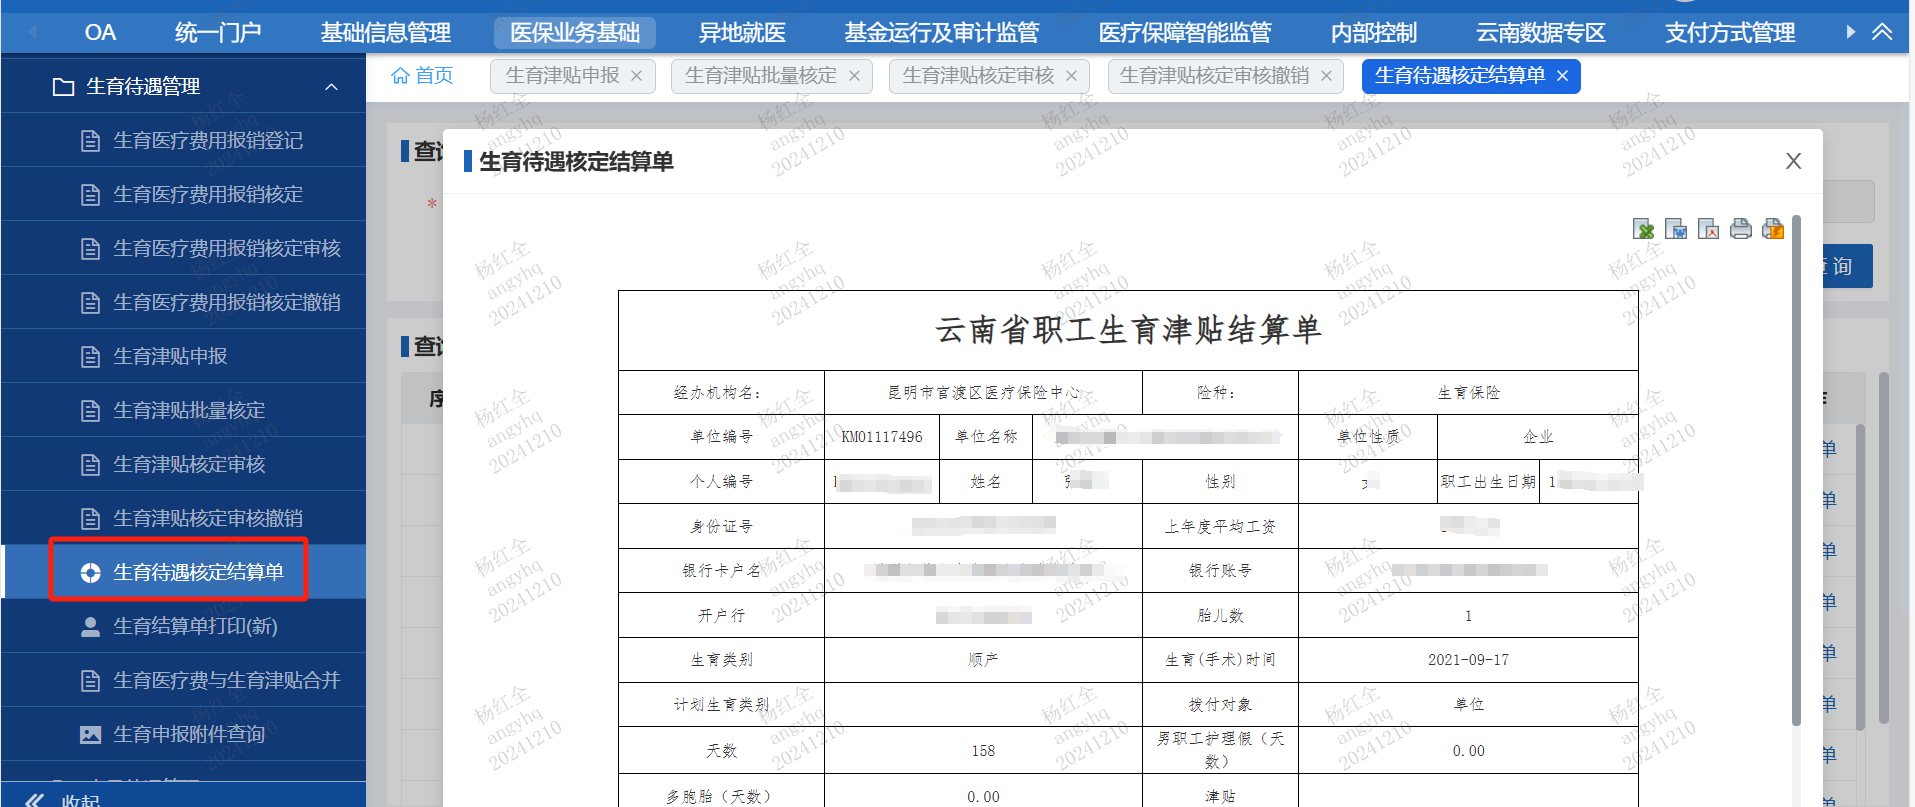 OA 统一门户 基础信息管理 医保业务基础 异地就医 基金运行及审计监管 医疗保障智能监管 内部控制 云南数据专区 支付方式管理
首页 生育津贴申报 × 生育津贴批量核定 × 生育津贴核定审核 × 生育津贴核定审核撤销 × 生育待遇核定结算单 ×
生育待遇管理
生育医疗费用报销登记
生育医疗费用报销核定
生育医疗费用报销核定审核
生育医疗费用报销核定撤销
生育津贴申报
生育津贴批量核定
生育津贴核定审核
生育津贴核定审核撤销
生育待遇核定结算单
生育结算单打印(新)
生育医疗费与生育津贴合并
生育申报附件查询
收起
查询
*
询
查询
序
单
单
单
单
单
单
单
生育待遇核定结算单 X
云南省职工生育津贴结算单
经办机构名: 昆明市官渡区医疗保险中心 险种: 生育保险
单位编号 KM01117496 单位名称 单位性质 企业
个人编号 姓名 性别 职工出生日期 1
身份证号 上年度平均工资
银行卡户名 银行账号
开户行 胎儿数 1
生育类别 顺产 生育(手术)时间 2021-09-17
计划生育类别 拨付对象 单位
天数 158 男职工护理假（天数） 0.00
多胞胎（天数） 0.00 津贴
杨红全
angyhq
20241210